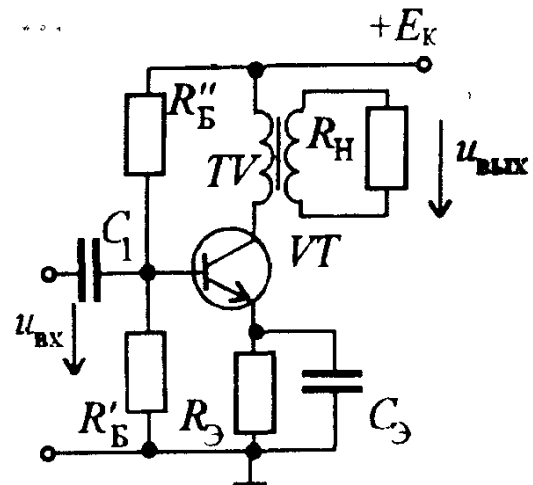 +E_К
R″_Б
TV
R_Н
u_вых
C_1
VT
u_вх
R′_Б
R_Э
C_Э